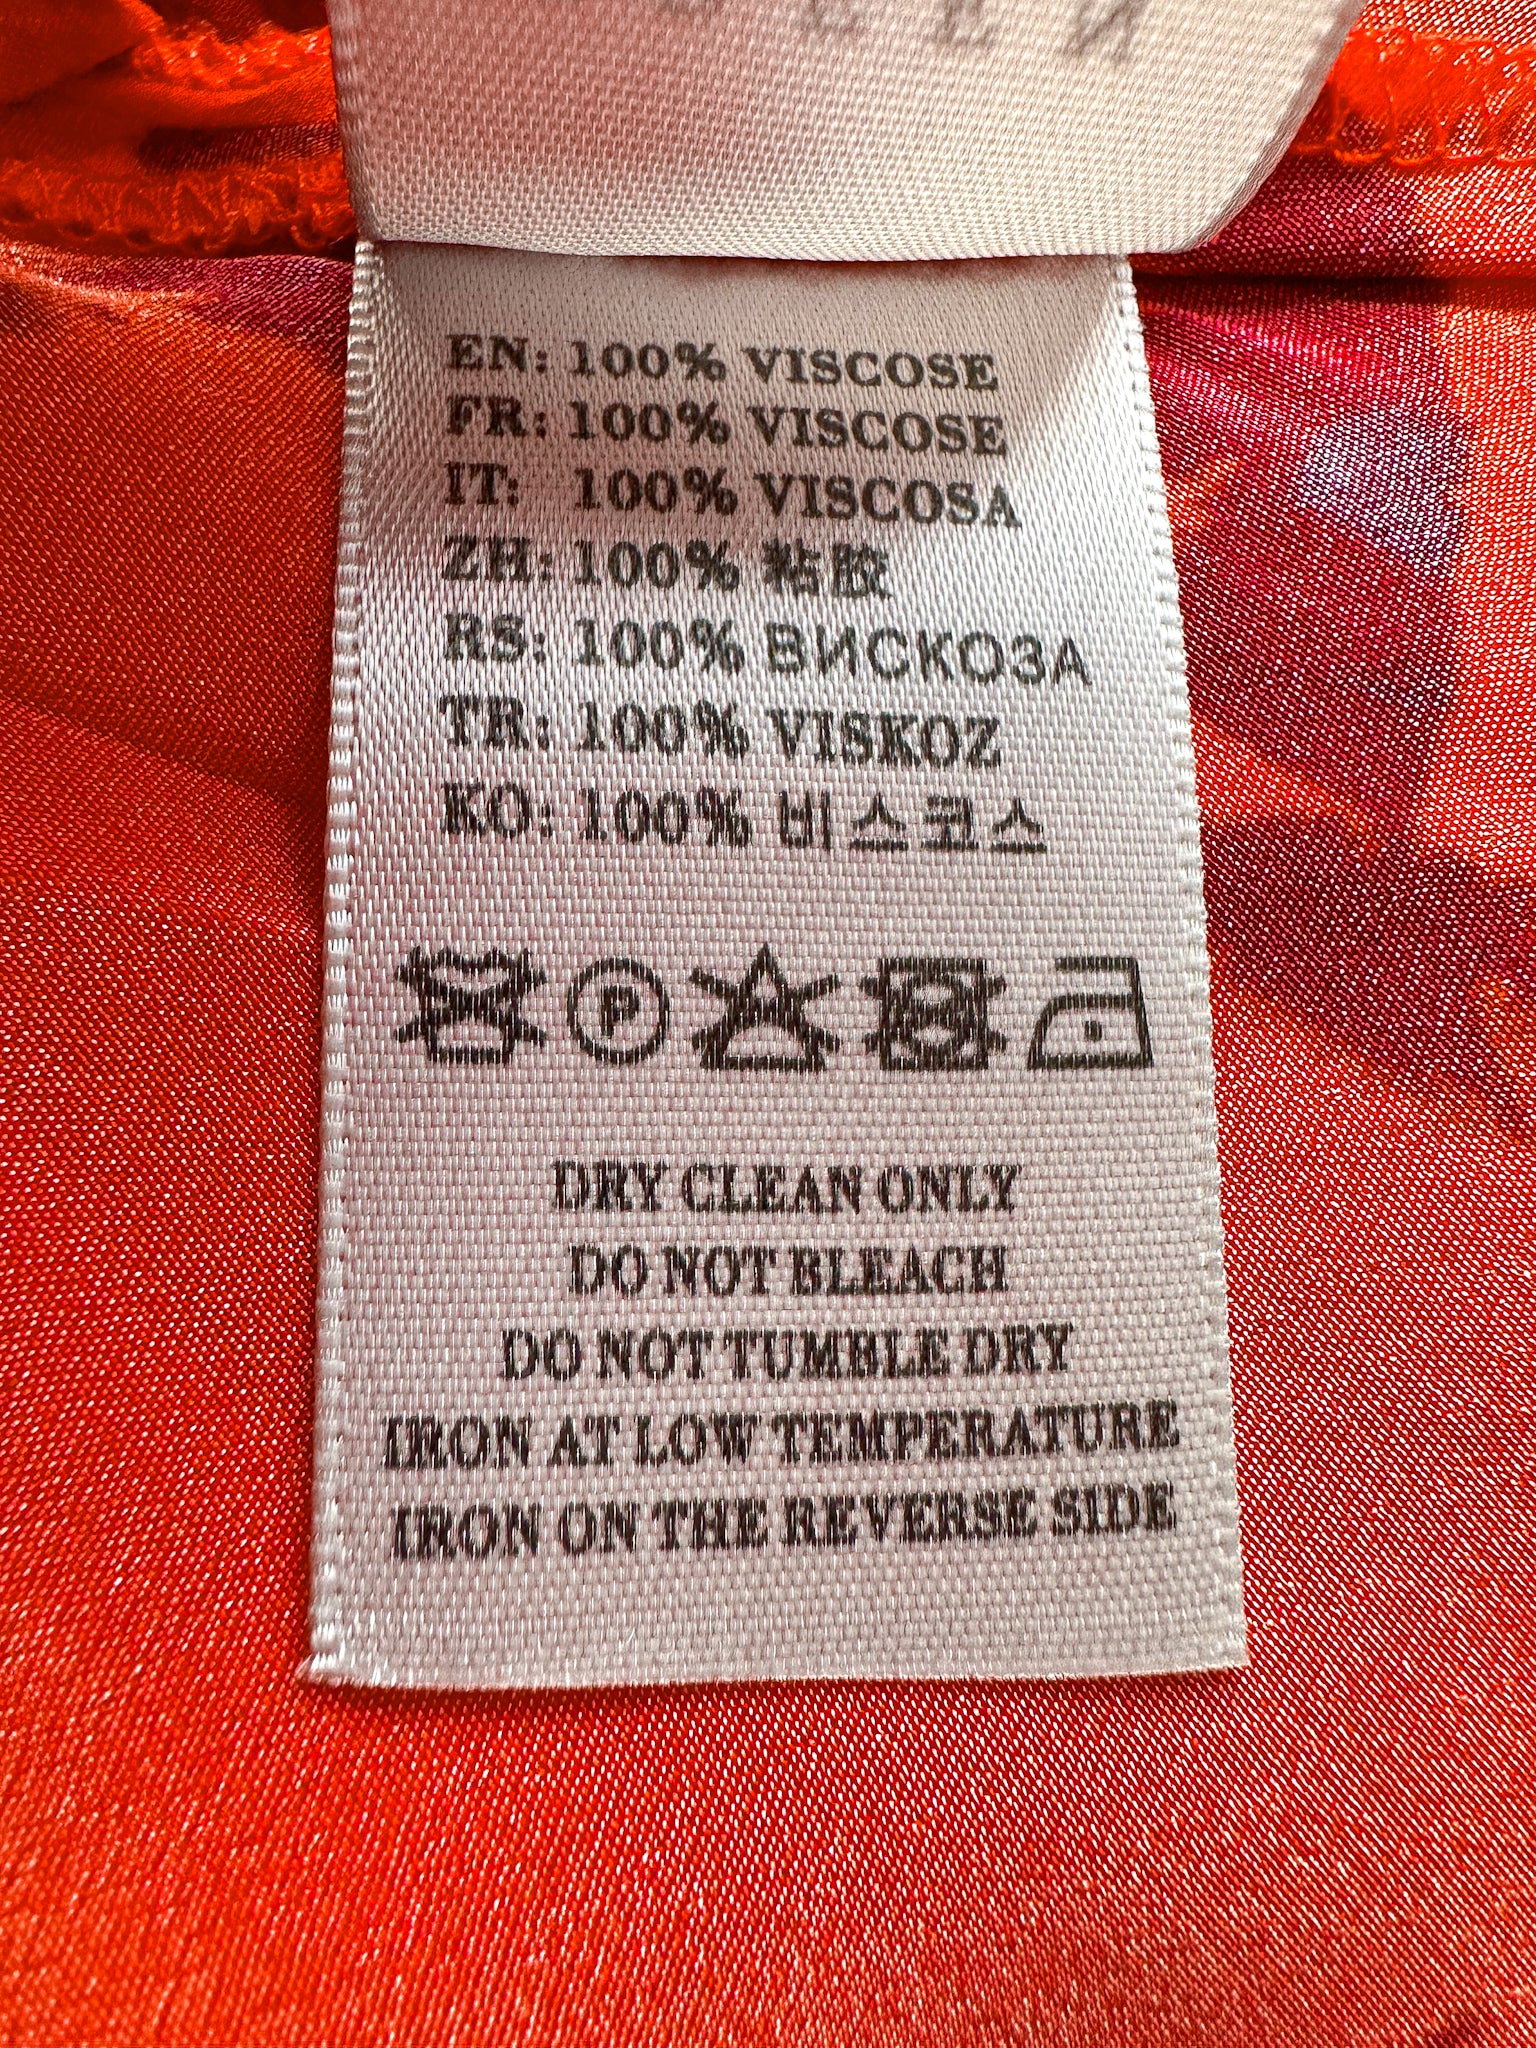 EN: 100% VISCOSE
FR: 100% VISCOSE
IT: 100% VISCOSA
ZH: 100% 粘胶
RS: 100% ВИСКОЗА
TR: 100% VISKOZ
KO: 100% 비스코스
P
DRY CLEAN ONLY
DO NOT BLEACH
DO NOT TUMBLE DRY
IRON AT LOW TEMPERATURE
IRON ON THE REVERSE SIDE